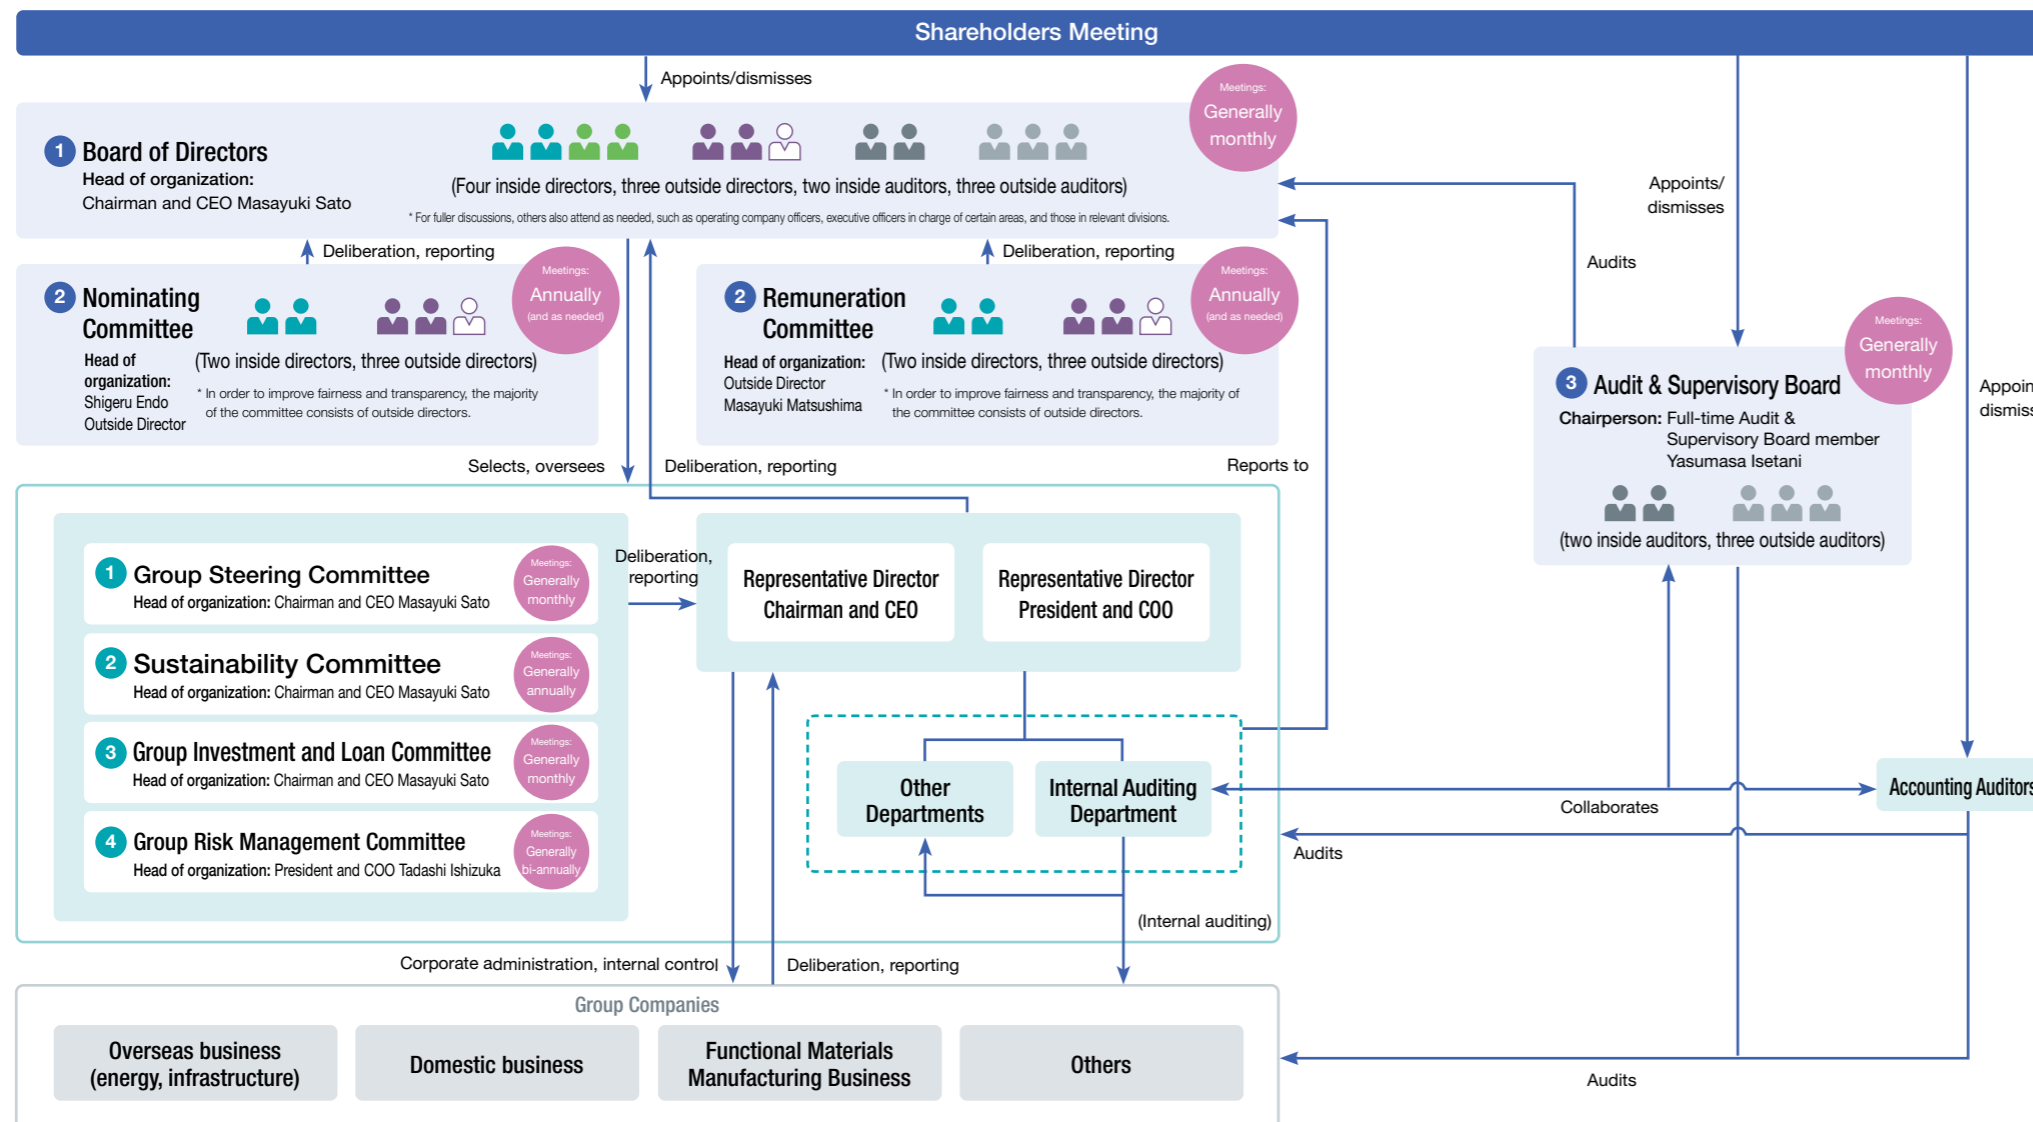 Shareholders Meeting
Appoints/dismisses
Meetings:
Generally
monthly
1 Board of Directors
Head of organization:
Chairman and CEO Masayuki Sato
(Four inside directors, three outside directors, two inside auditors, three outside auditors)
* For fuller discussions, others also attend as needed, such as operating company officers, executive officers in charge of certain areas, and those in relevant divisions.
Appoints/
dismisses
Audits
Deliberation, reporting
Deliberation, reporting
2 Nominating
Committee
Head of
organization:
Shigeru Endo
Outside Director
(Two inside directors, three outside directors)
* In order to improve fairness and transparency, the majority
of the committee consists of outside directors.
Meetings:
Annually
(and as needed)
2 Remuneration
Committee
Head of organization:
Outside Director
Masayuki Matsushima
(Two inside directors, three outside directors)
* In order to improve fairness and transparency, the majority of
the committee consists of outside directors.
Meetings:
Annually
(and as needed)
Meetings:
Generally
monthly
3 Audit & Supervisory Board
Chairperson: Full-time Audit &
Supervisory Board member
Yasumasa Isetani
(two inside auditors, three outside auditors)
Appoin
dismiss
Selects, oversees
Deliberation, reporting
Reports to
1 Group Steering Committee
Head of organization: Chairman and CEO Masayuki Sato
Meetings:
Generally
monthly
2 Sustainability Committee
Head of organization: Chairman and CEO Masayuki Sato
Meetings:
Generally
annually
3 Group Investment and Loan Committee
Head of organization: Chairman and CEO Masayuki Sato
Meetings:
Generally
monthly
4 Group Risk Management Committee
Head of organization: President and COO Tadashi Ishizuka
Meetings:
Generally
bi-annually
Deliberation,
reporting
Representative Director
Chairman and CEO
Representative Director
President and COO
Other
Departments
Internal Auditing
Department
Accounting Auditors
Collaborates
Audits
(Internal auditing)
Corporate administration, internal control
Deliberation, reporting
Group Companies
Overseas business
(energy, infrastructure)
Domestic business
Functional Materials
Manufacturing Business
Others
Audits